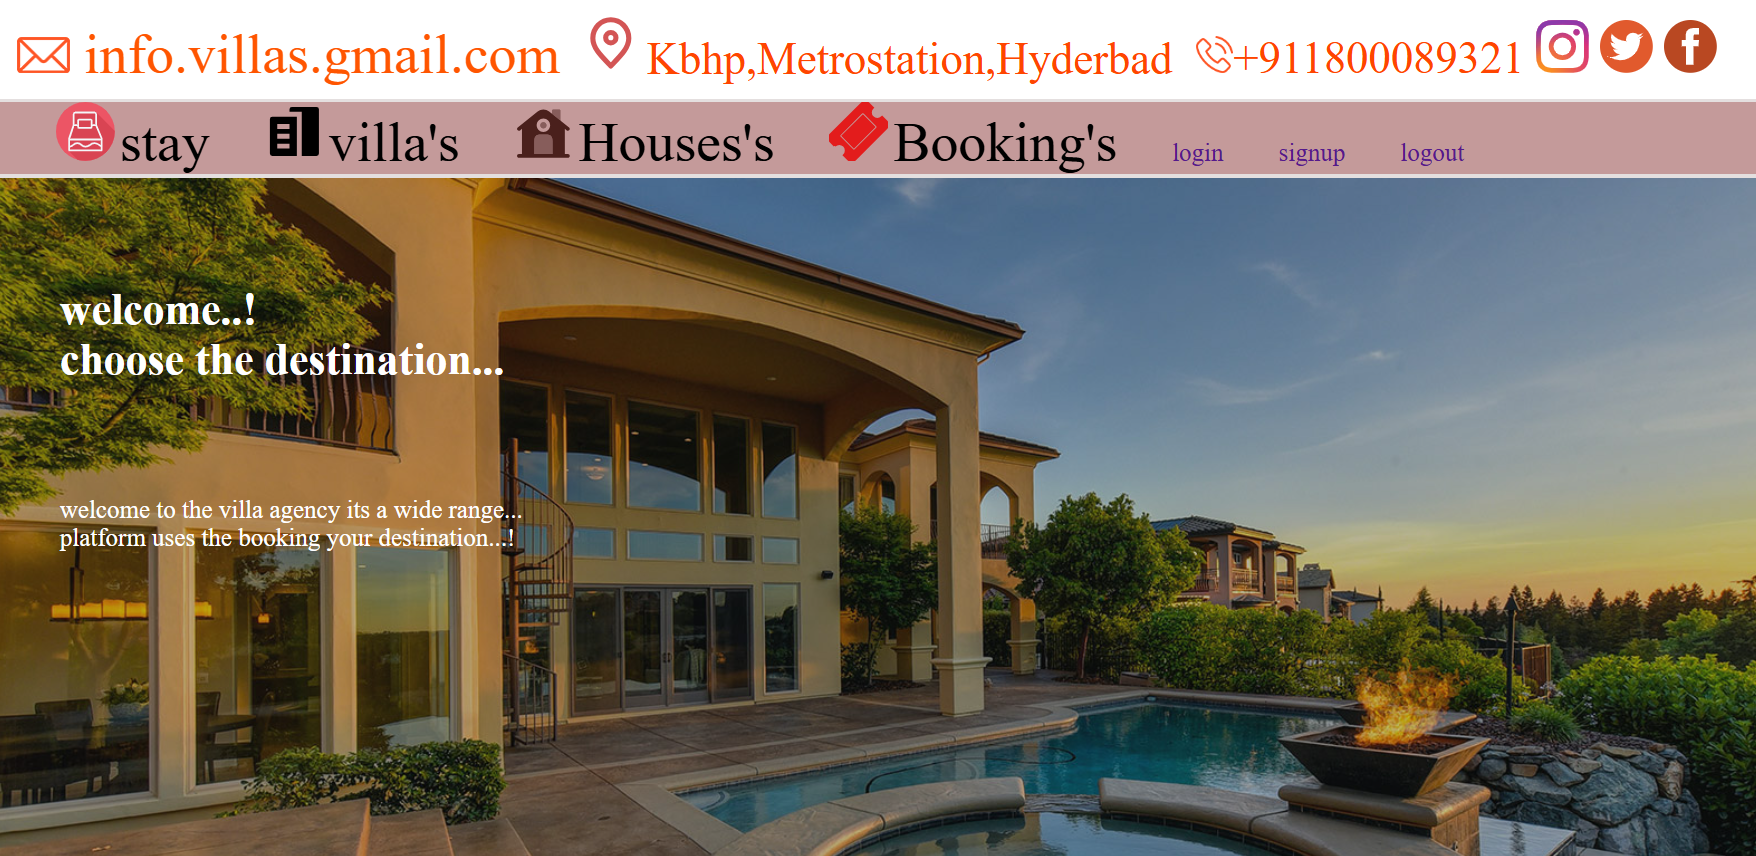 info.villas.gmail.com Kbhp,Metrostation,Hyderbad +911800089321
stay villa's Houses's Booking's login signup logout
welcome..!
choose the destination...
welcome to the villa agency its a wide range...
platform uses the booking your destination...!